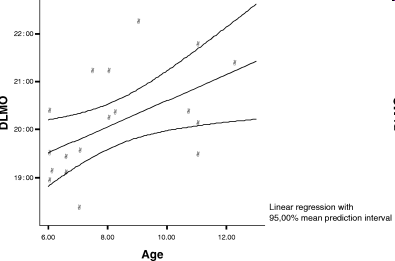 22:00
21:00
20:00
19:00
DLMO
6.00 8.00 10.00 12.00
Age
Linear regression with
95,00% mean prediction interval